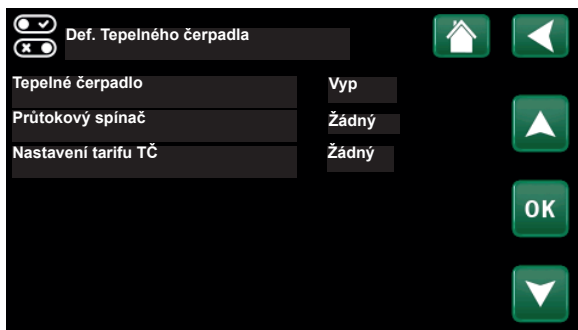 Def. Tepelného čerpadla
Tepelné čerpadlo Vyp
Průtokový spínač Žádný
Nastavení tarifu TČ Žádný
OK